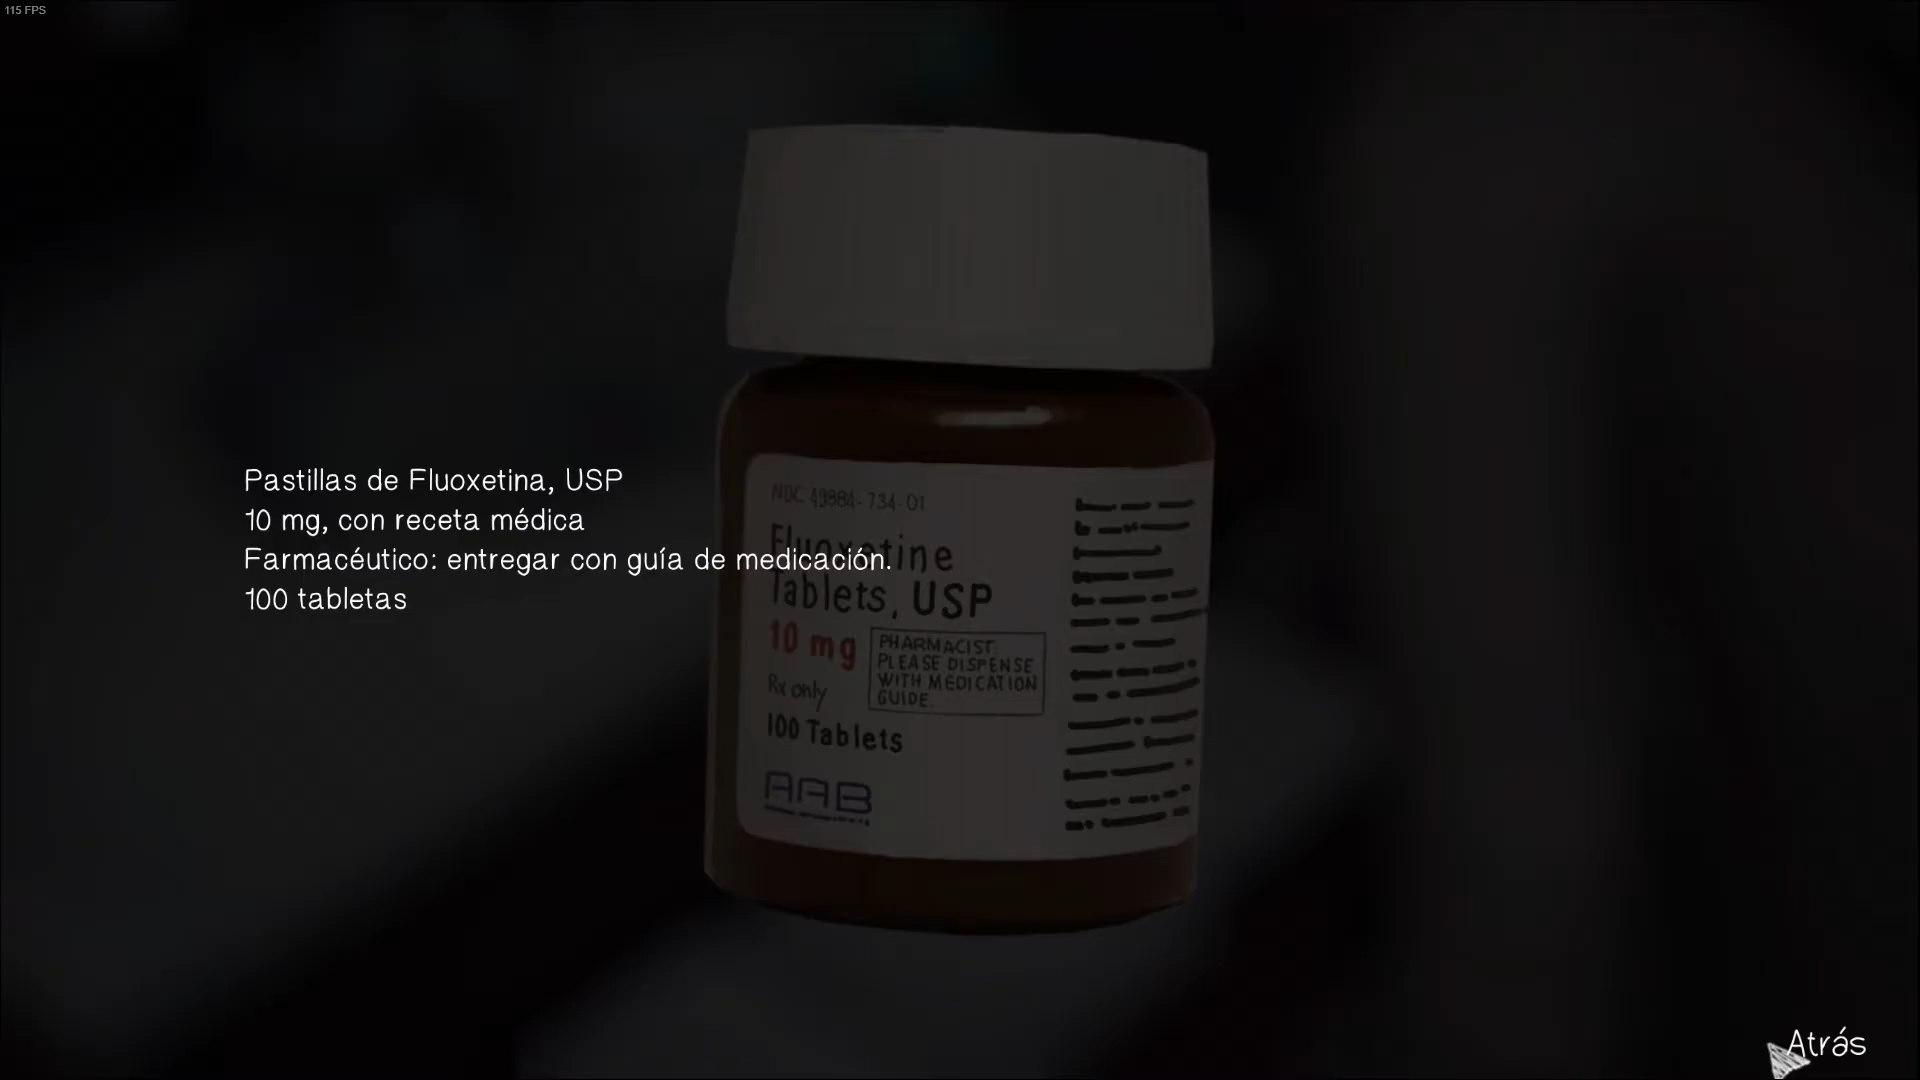 115 FPS
Pastillas de Fluoxetina, USP
10 mg, con receta médica
Farmacéutico: entregar con guía de medicación.
100 tabletas
NDC 49884-734-01
Fluoxetine
Tablets, USP
10 mg
PHARMACIST:
PLEASE DISPENSE
WITH MEDICATION
GUIDE.
Rx only
100 Tablets
AAB
Atrás